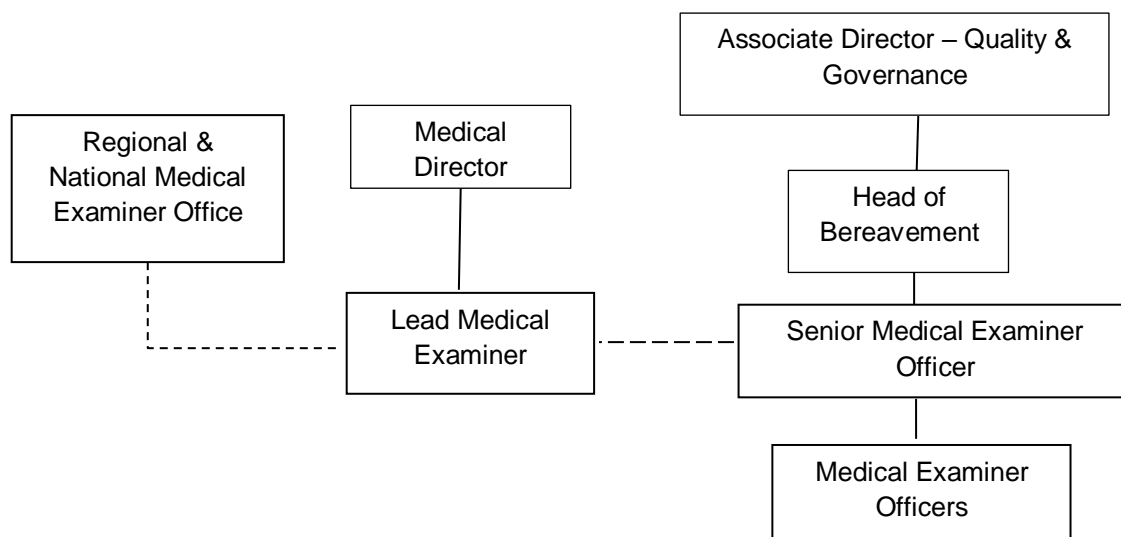 Associate Director – Quality &
Governance
Regional &
National Medical
Examiner Office
Medical
Director
Head of
Bereavement
Lead Medical
Examiner
Senior Medical Examiner
Officer
Medical Examiner
Officers